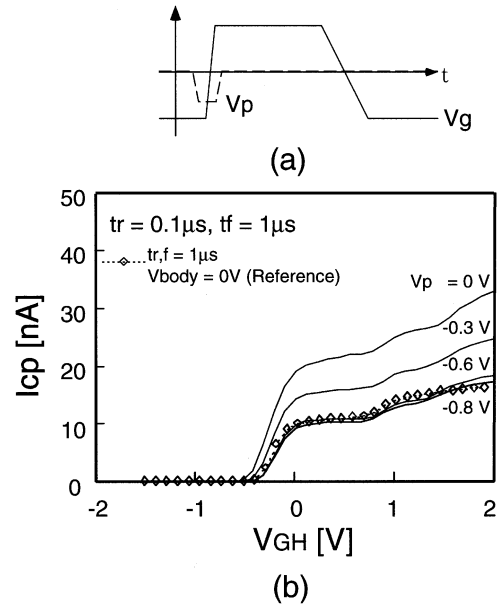 t
Vp
Vg
(a)
50
40
30
20
10
0
Icp [nA]
tr = 0.1µs, tf = 1µs
tr,f = 1µs
Vbody = 0V (Reference)
Vp = 0 V
-0.3 V
-0.6 V
-0.8 V
-2 -1 0 1 2
VGH [V]
(b)